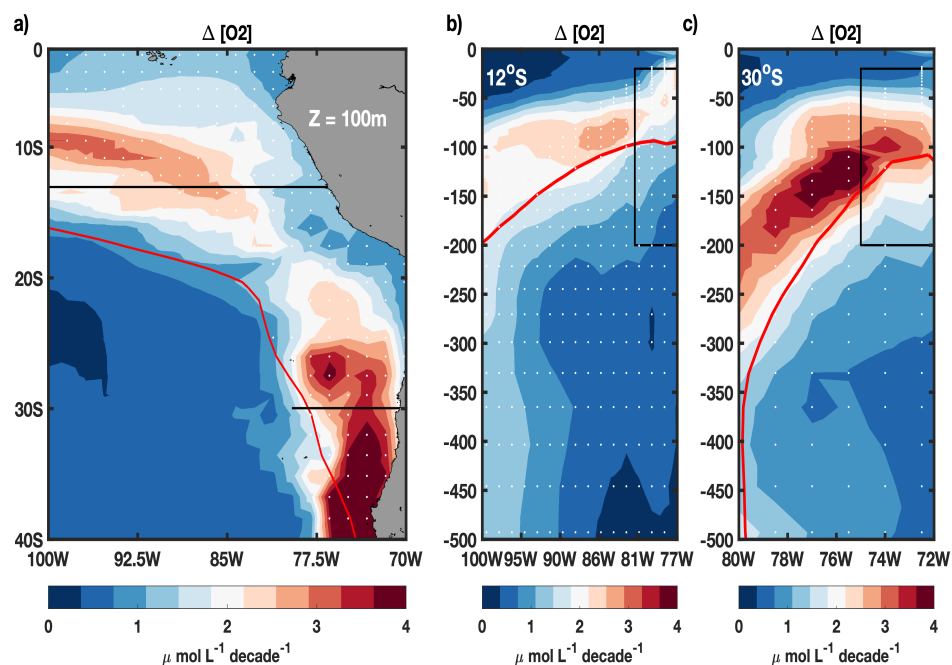 a)
Δ [O2]
0
10S
20S
30S
40S
Z = 100m
100W 92.5W 85W 77.5W 70W
0 1 2 3 4
μ mol L⁻¹ decade⁻¹
b)
Δ [O2]
12°S
0
-50
-100
-150
-200
-250
-300
-350
-400
-450
-500
100W 95W 90W 86W 81W 77W
0 1 2 3 4
μ mol L⁻¹ decade⁻¹
c)
Δ [O2]
30°S
0
-50
-100
-150
-200
-250
-300
-350
-400
-450
-500
80W 78W 76W 74W 72W
0 1 2 3 4
μ mol L⁻¹ decade⁻¹